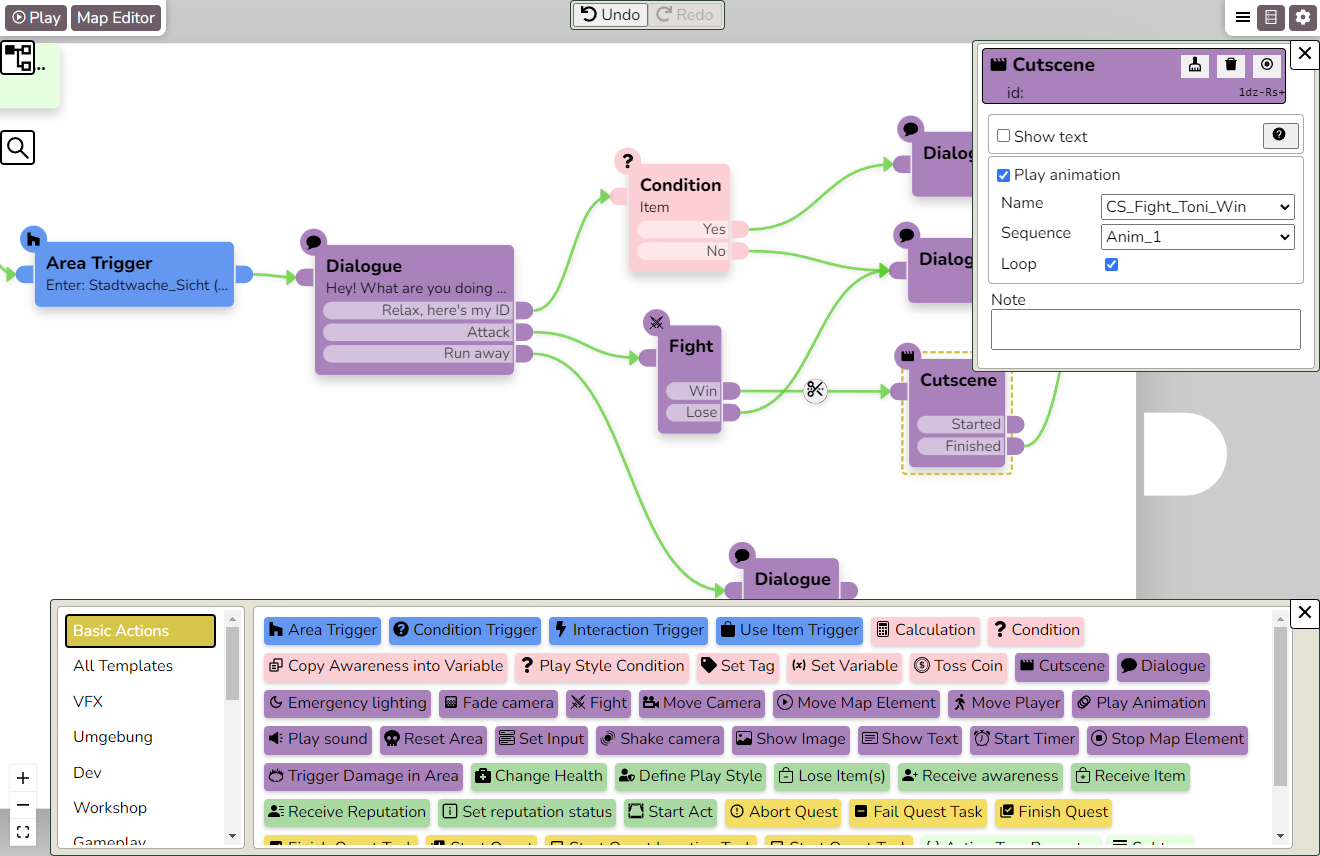 Play Map Editor Undo Redo
...
Cutscene
id: 1dz-Rs+
Show text
Play animation
Name CS_Fight_Toni_Win
Sequence Anim_1
Loop
Note
Dialog
Condition
Item
Yes
No
Area Trigger
Enter: Stadtwache_Sicht (...
Dialogue
Hey! What are you doing ...
Relax, here's my ID
Attack
Run away
Dialog
Fight
Win
Lose
Cutscene
Started
Finished
Dialogue
Basic Actions
All Templates
VFX
Umgebung
Dev
Workshop
Gameplay
Area Trigger Condition Trigger Interaction Trigger Use Item Trigger Calculation Condition
Copy Awareness into Variable Play Style Condition Set Tag Set Variable Toss Coin Cutscene Dialogue
Emergency lighting Fade camera Fight Move Camera Move Map Element Move Player Play Animation
Play sound Reset Area Set Input Shake camera Show Image Show Text Start Timer Stop Map Element
Trigger Damage in Area Change Health Define Play Style Lose Item(s) Receive awareness Receive Item
Receive Reputation Set reputation status Start Act Abort Quest Fail Quest Task Finish Quest